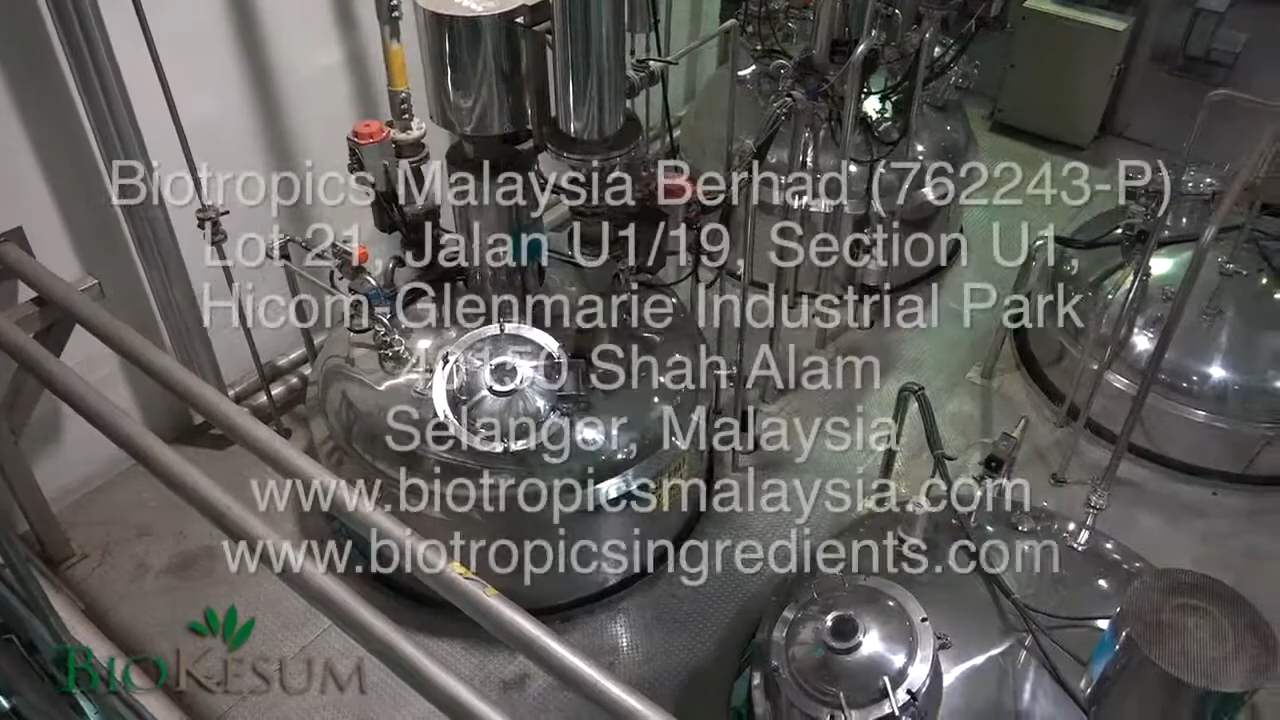 Biotropics Malaysia Berhad (762243-P)
Lot 21, Jalan U1/19, Section U1
Hicom Glenmarie Industrial Park
40150 Shah Alam
Selangor, Malaysia
www.biotropicsmalaysia.com
www.biotropicsingredients.com
BIOKESUM